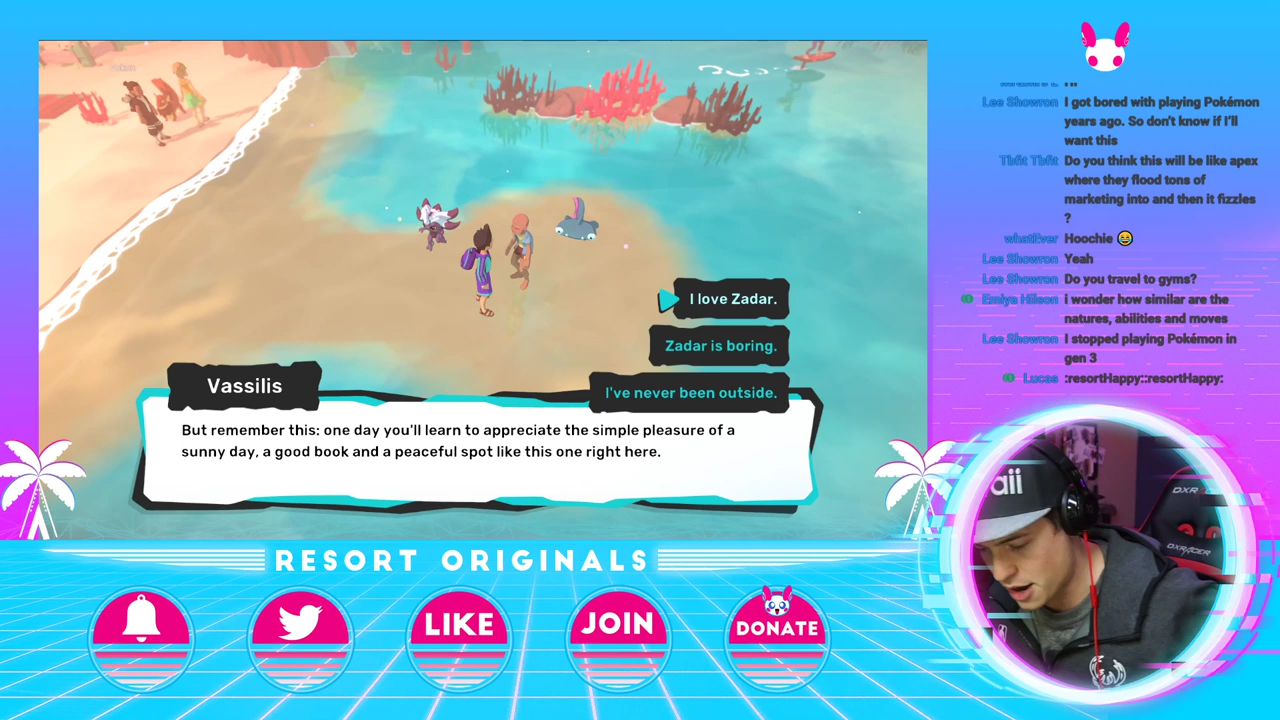 I love Zadar.
Zadar is boring.
I've never been outside.
Vassilis
But remember this: one day you'll learn to appreciate the simple pleasure of a
sunny day, a good book and a peaceful spot like this one right here.
RESORT ORIGINALS
LIKE
JOIN
DONATE
Lee Showron I got bored with playing Pokémon
years ago. So don't know if I'll
want this
Tbfit Tbfit Do you think this will be like apex
where they flood tons of
marketing into and then it fizzles
?
whatEver Hoochie 😂
Lee Showron Yeah
Lee Showron Do you travel to gyms?
Emiya Hilson i wonder how similar are the
natures, abilities and moves
Lee Showron I stopped playing Pokémon in
gen 3
Lucas :resortHappy::resortHappy:
aii
DXRACER